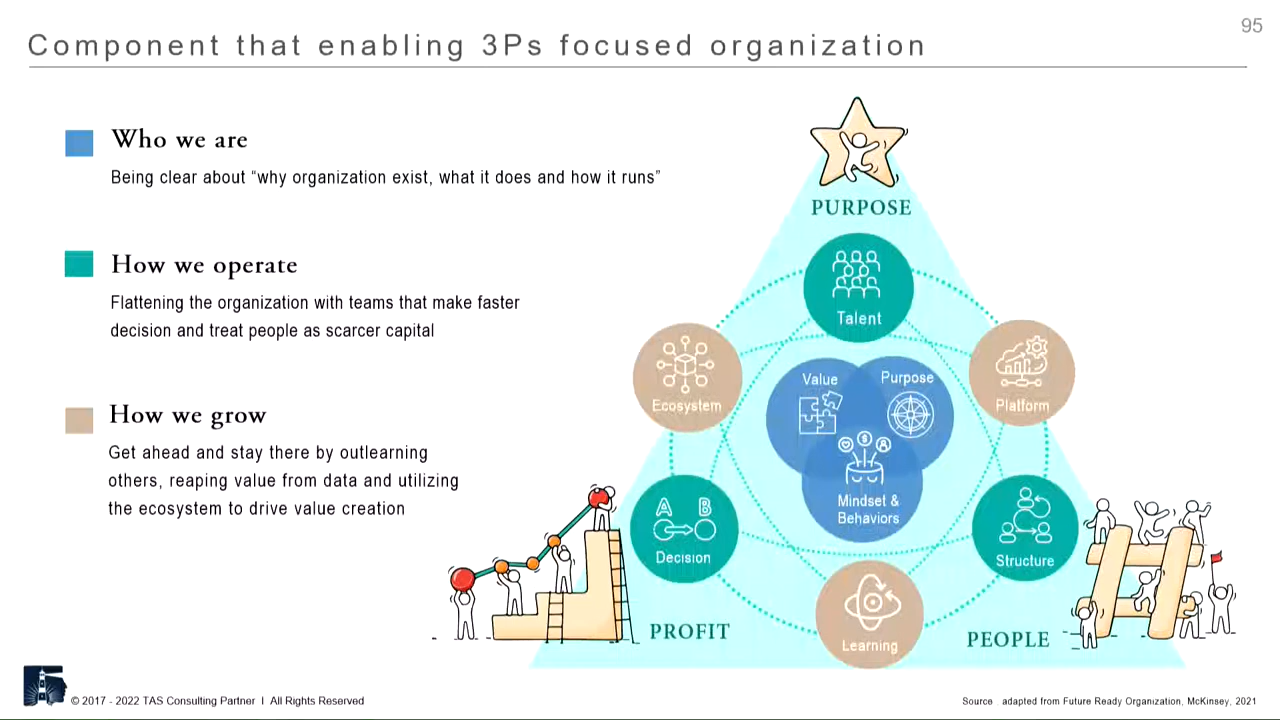 95
Component that enabling 3Ps focused organization
Who we are
Being clear about “why organization exist, what it does and how it runs”
How we operate
Flattening the organization with teams that make faster
decision and treat people as scarcer capital
How we grow
Get ahead and stay there by outlearning
others, reaping value from data and utilizing
the ecosystem to drive value creation
PURPOSE
Talent
Ecosystem
Platform
Value
Purpose
Mindset &
Behaviors
A B
Decision
Structure
Learning
PROFIT
PEOPLE
© 2017 - 2022 TAS Consulting Partner I All Rights Reserved
Source . adapted from Future Ready Organization, McKinsey, 2021